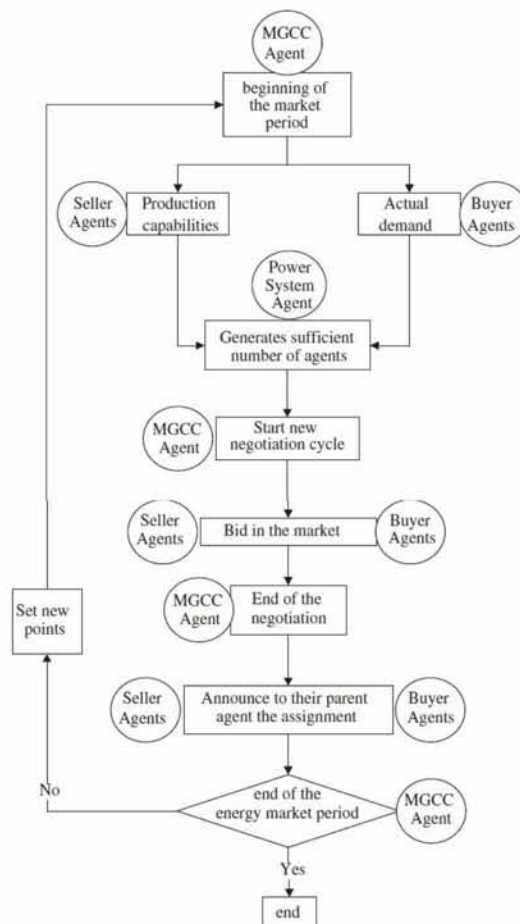 MGCC
Agent
beginning of
the market
period
Seller
Agents
Production
capabilities
Actual
demand
Buyer
Agents
Power
System
Agent
Generates sufficient
number of agents
MGCC
Agent
Start new
negotiation cycle
Seller
Agents
Bid in the market
Buyer
Agents
MGCC
Agent
End of the
negotiation
Set new
points
Seller
Agents
Announce to their parent
agent the assignment
Buyer
Agents
No
end of the
energy market period
MGCC
Agent
Yes
end